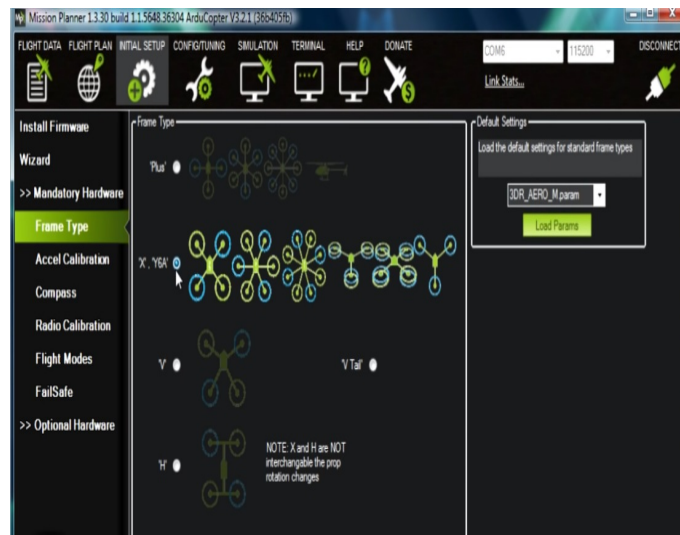 Mission Planner 1.3.30 build 1.1.5648.36304 ArduCopter V3.2.1 (36b405fb)
FLIGHT DATA FLIGHT PLAN INITIAL SETUP CONFIG/TUNING SIMULATION TERMINAL HELP DONATE
COM6 115200 DISCONNECT
Link Stats...
Install Firmware
Wizard
>> Mandatory Hardware
Frame Type
Accel Calibration
Compass
Radio Calibration
Flight Modes
FailSafe
>> Optional Hardware
Frame Type
'Plus'
'X', 'Y6A'
'V'
'V Tail'
'H'
NOTE: X and H are NOT
interchangable the prop
rotation changes
Default Settings
Load the default settings for standard frame types
3DR_AERO_M.param
Load Params